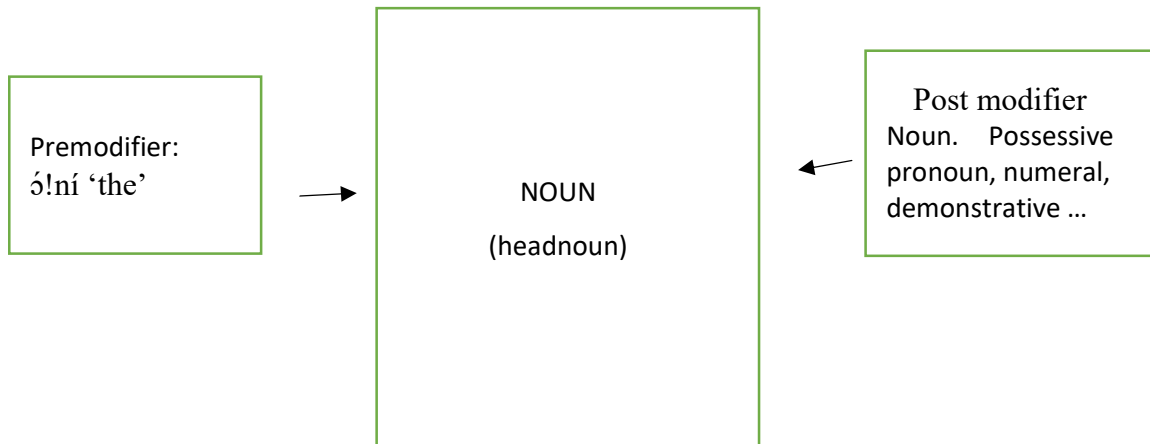 Premodifier:
ɔ́!ní ‘the’
NOUN
(headnoun)
Post modifier
Noun. Possessive
pronoun, numeral,
demonstrative …